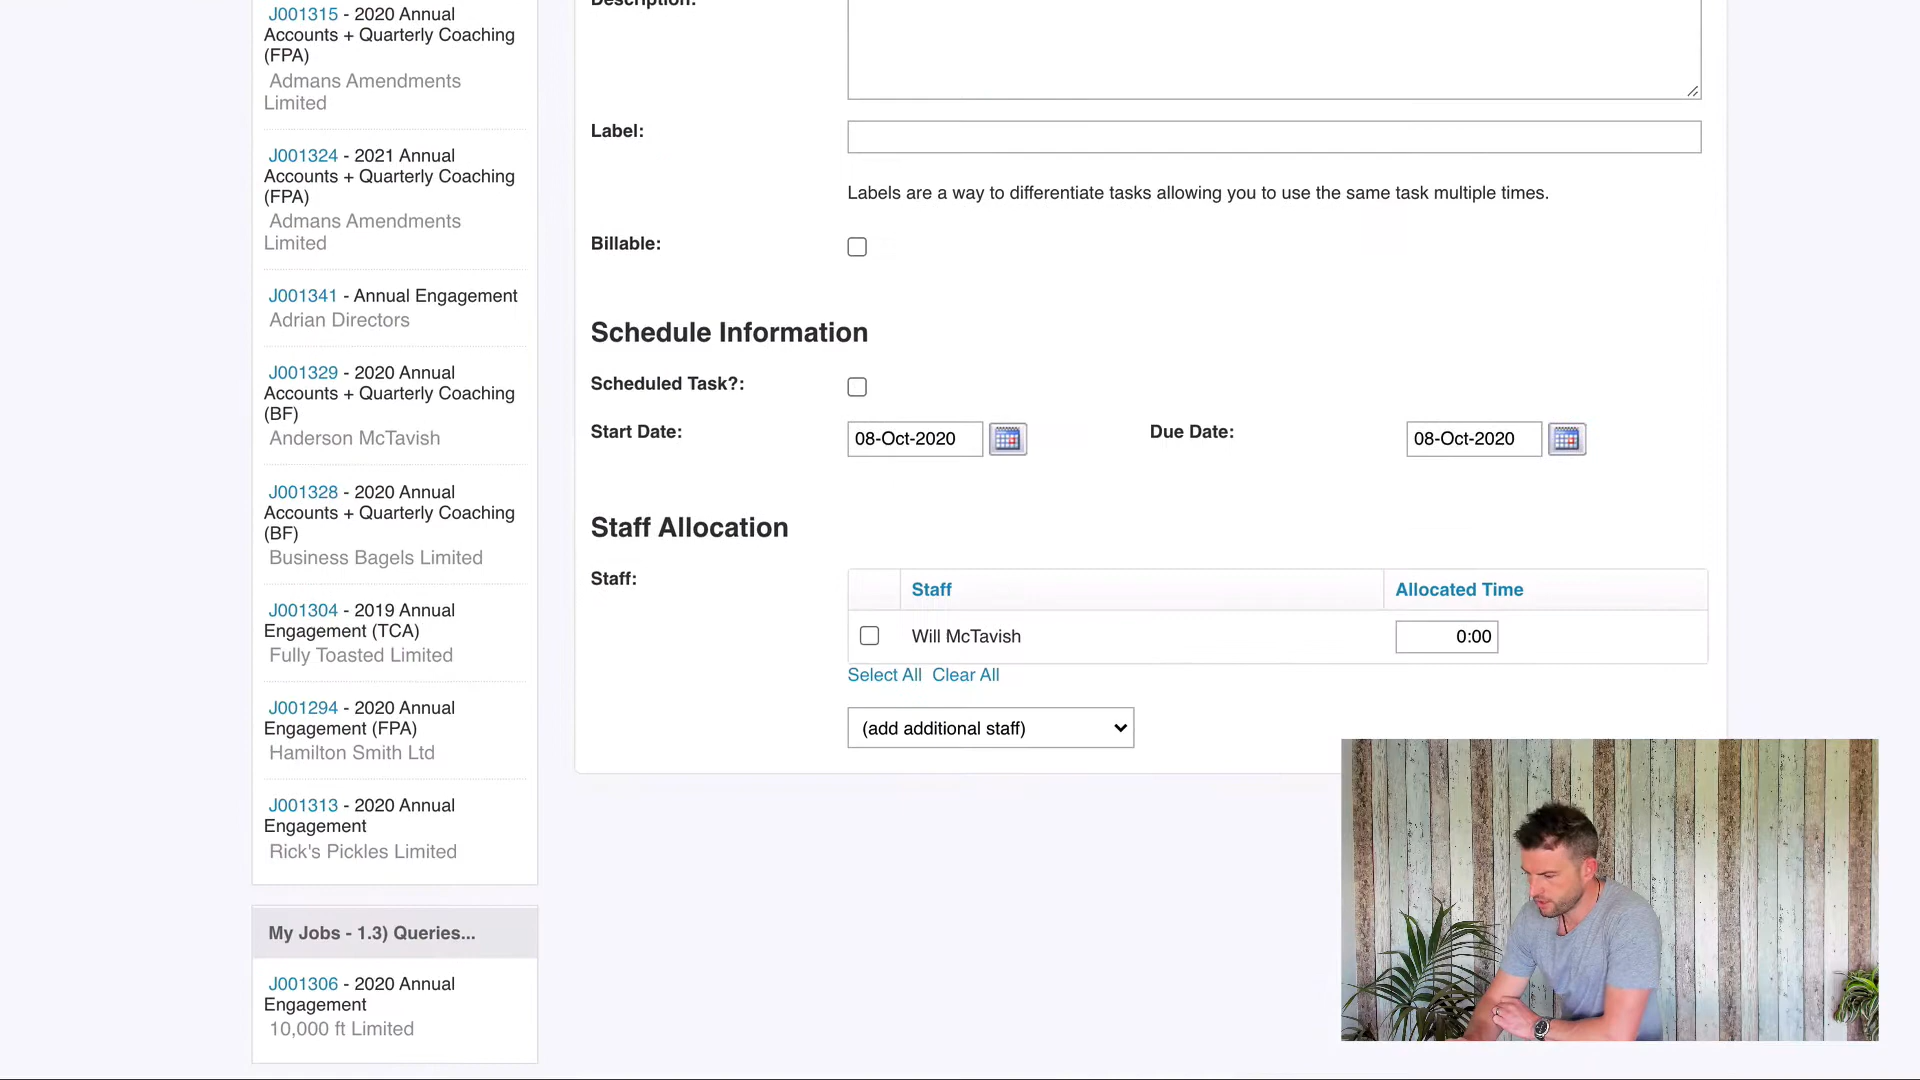 J001315 - 2020 Annual
Accounts + Quarterly Coaching
(FPA)
Admans Amendments
Limited
J001324 - 2021 Annual
Accounts + Quarterly Coaching
(FPA)
Admans Amendments
Limited
J001341 - Annual Engagement
Adrian Directors
J001329 - 2020 Annual
Accounts + Quarterly Coaching
(BF)
Anderson McTavish
J001328 - 2020 Annual
Accounts + Quarterly Coaching
(BF)
Business Bagels Limited
J001304 - 2019 Annual
Engagement (TCA)
Fully Toasted Limited
J001294 - 2020 Annual
Engagement (FPA)
Hamilton Smith Ltd
J001313 - 2020 Annual
Engagement
Rick's Pickles Limited
My Jobs - 1.3) Queries...
J001306 - 2020 Annual
Engagement
10,000 ft Limited
Description:
Label:
Labels are a way to differentiate tasks allowing you to use the same task multiple times.
Billable:
Schedule Information
Scheduled Task?:
Start Date: 08-Oct-2020 Due Date: 08-Oct-2020
Staff Allocation
Staff:
Staff Allocated Time
Will McTavish 0:00
Select All Clear All
(add additional staff)